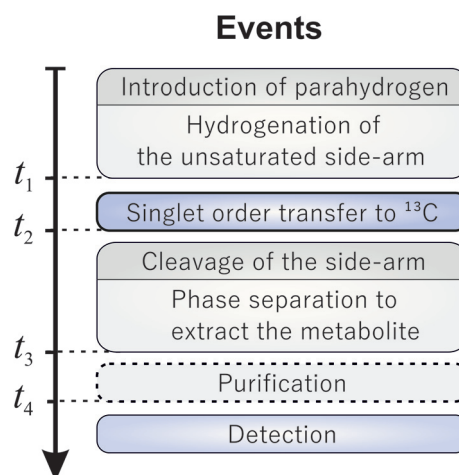 Events
Introduction of parahydrogen
Hydrogenation of
the unsaturated side-arm
t₁
Singlet order transfer to ¹³C
t₂
Cleavage of the side-arm
Phase separation to
extract the metabolite
t₃
Purification
t₄
Detection